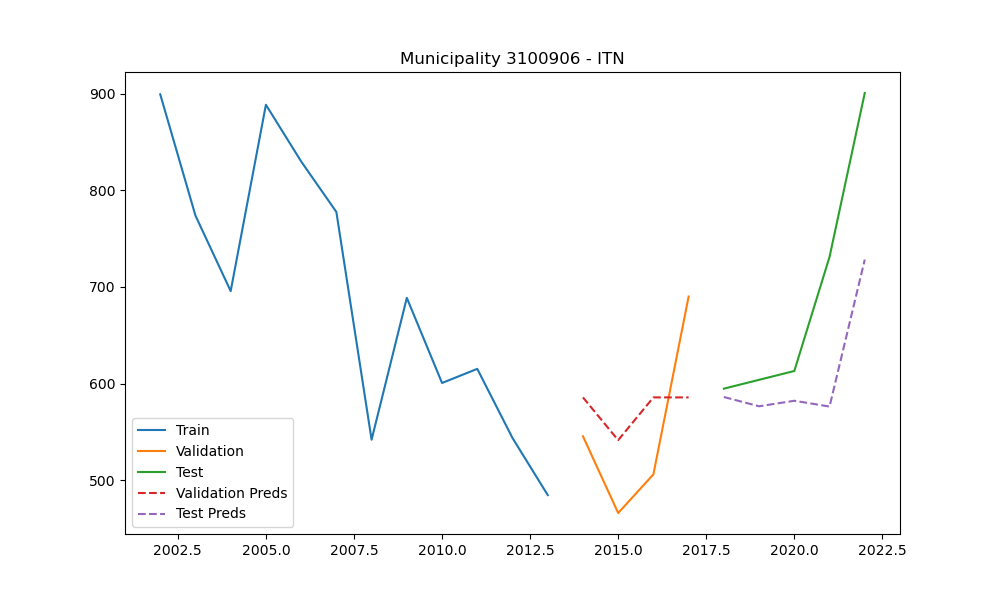 Municipality 3100906 - ITN
900
800
700
600
500
Train
Validation
Test
Validation Preds
Test Preds
2002.5 2005.0 2007.5 2010.0 2012.5 2015.0 2017.5 2020.0 2022.5